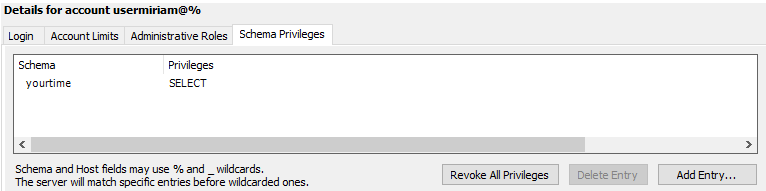 Details for account usermiriam@%
Login Account Limits Administrative Roles Schema Privileges
Schema Privileges
yourtime SELECT
Schema and Host fields may use % and _ wildcards.
The server will match specific entries before wildcarded ones.
Revoke All Privileges Delete Entry Add Entry...